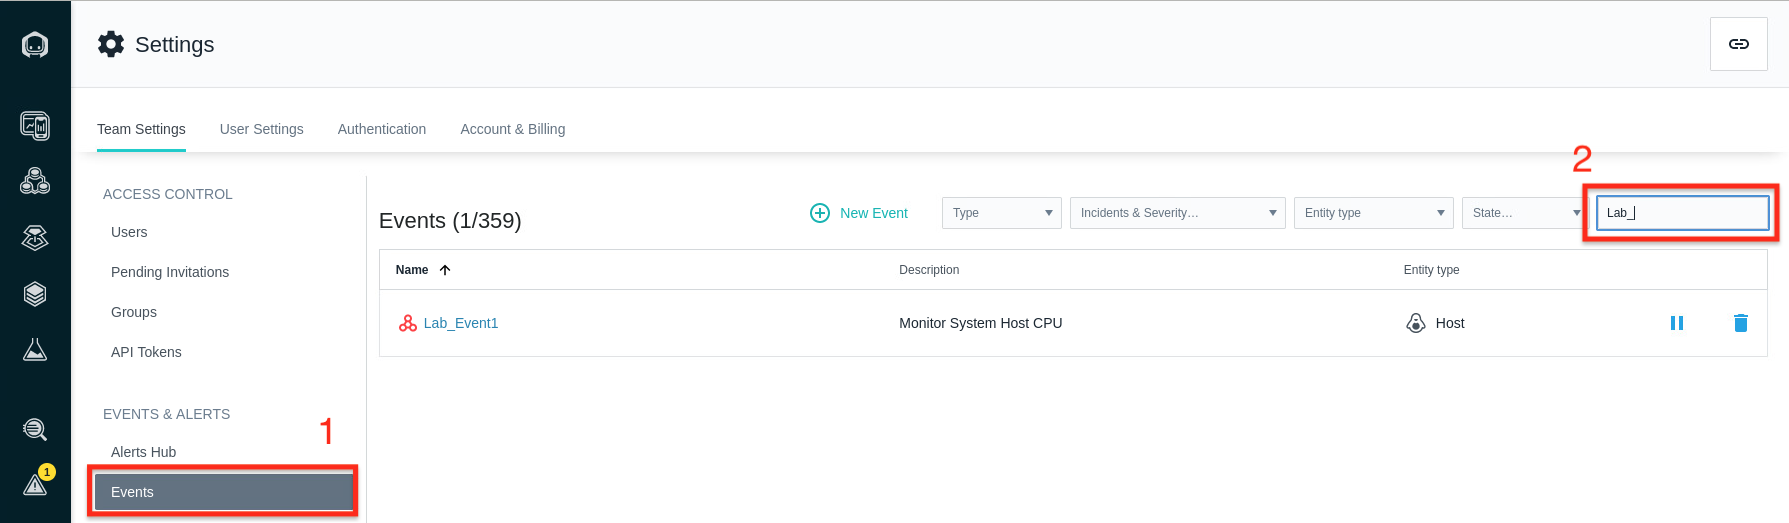 Settings
Team Settings User Settings Authentication Account & Billing
2
ACCESS CONTROL
Users
Pending Invitations
Groups
API Tokens
EVENTS & ALERTS
1
Alerts Hub
Events
1
Events (1/359)
New Event Type Incidents & Severity... Entity type State... Lab_
Name Description Entity type
Lab_Event1 Monitor System Host CPU Host